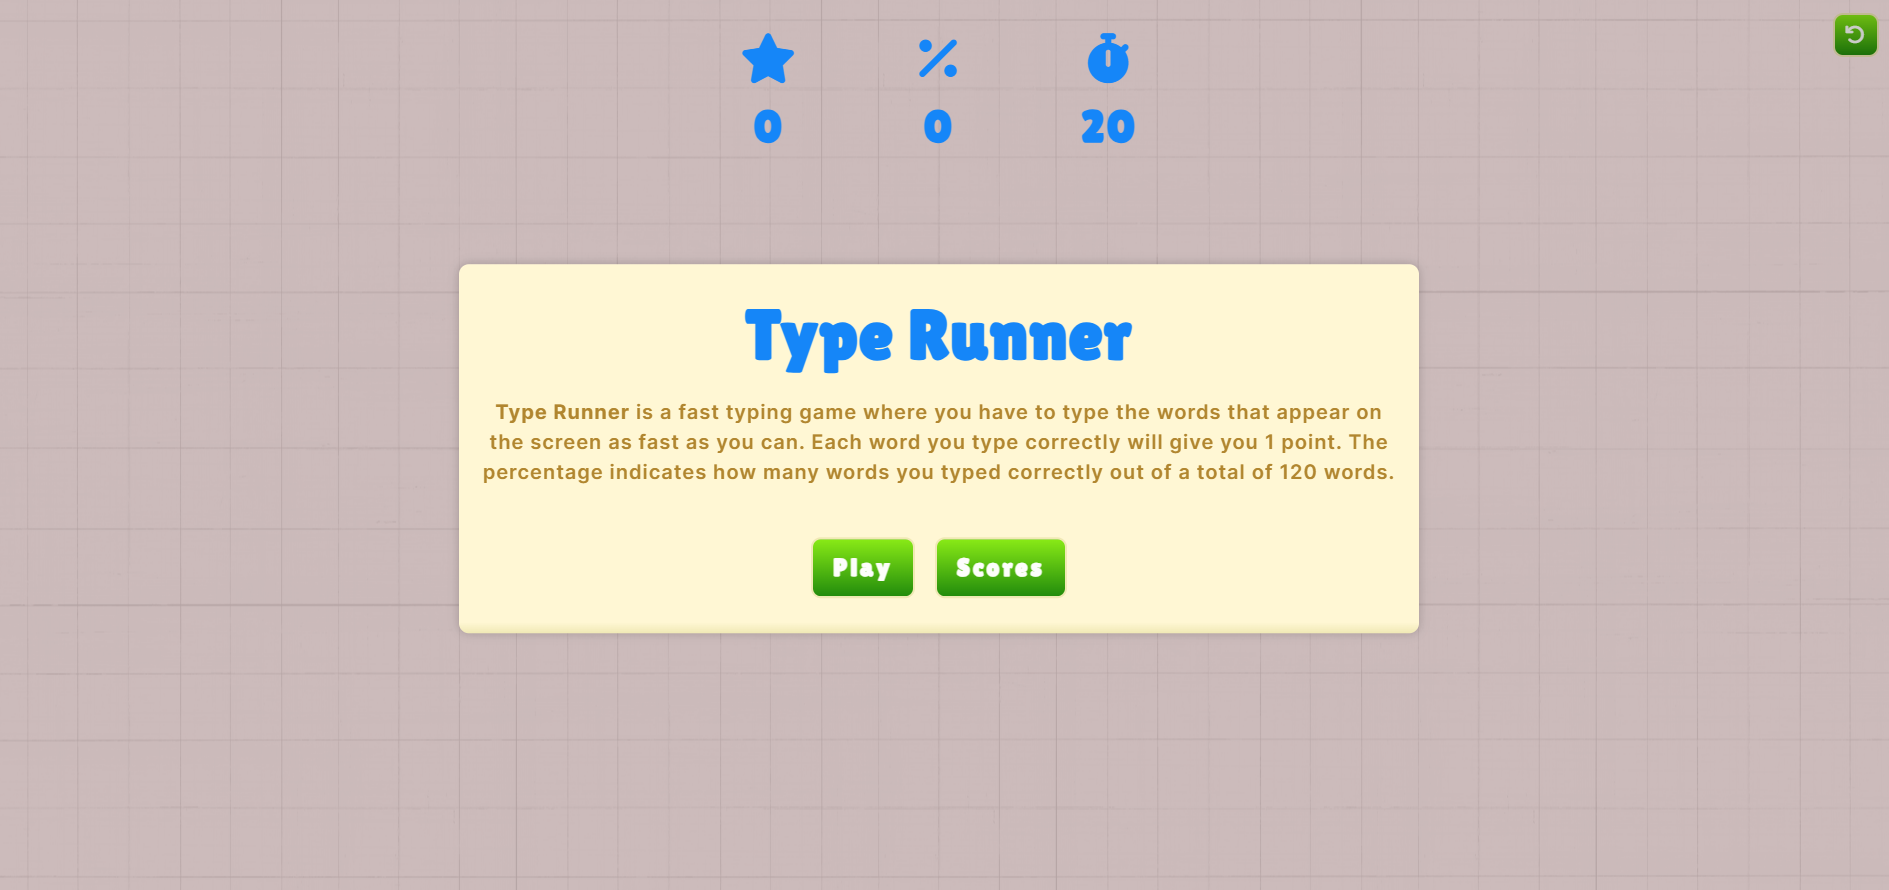 0 0 20
Type Runner
Type Runner is a fast typing game where you have to type the words that appear on
the screen as fast as you can. Each word you type correctly will give you 1 point. The
percentage indicates how many words you typed correctly out of a total of 120 words.
Play Scores